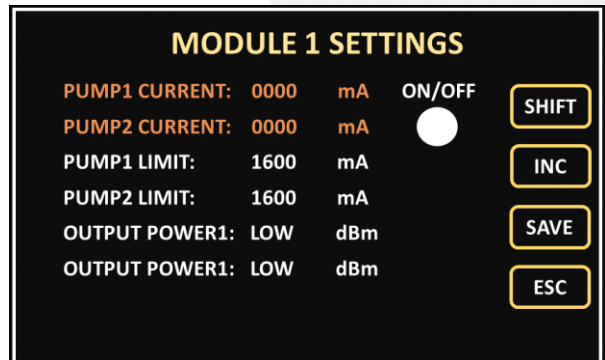 MODULE 1 SETTINGS
PUMP1 CURRENT: 0000 mA ON/OFF
PUMP2 CURRENT: 0000 mA
PUMP1 LIMIT: 1600 mA
PUMP2 LIMIT: 1600 mA
OUTPUT POWER1: LOW dBm
OUTPUT POWER1: LOW dBm
SHIFT
INC
SAVE
ESC